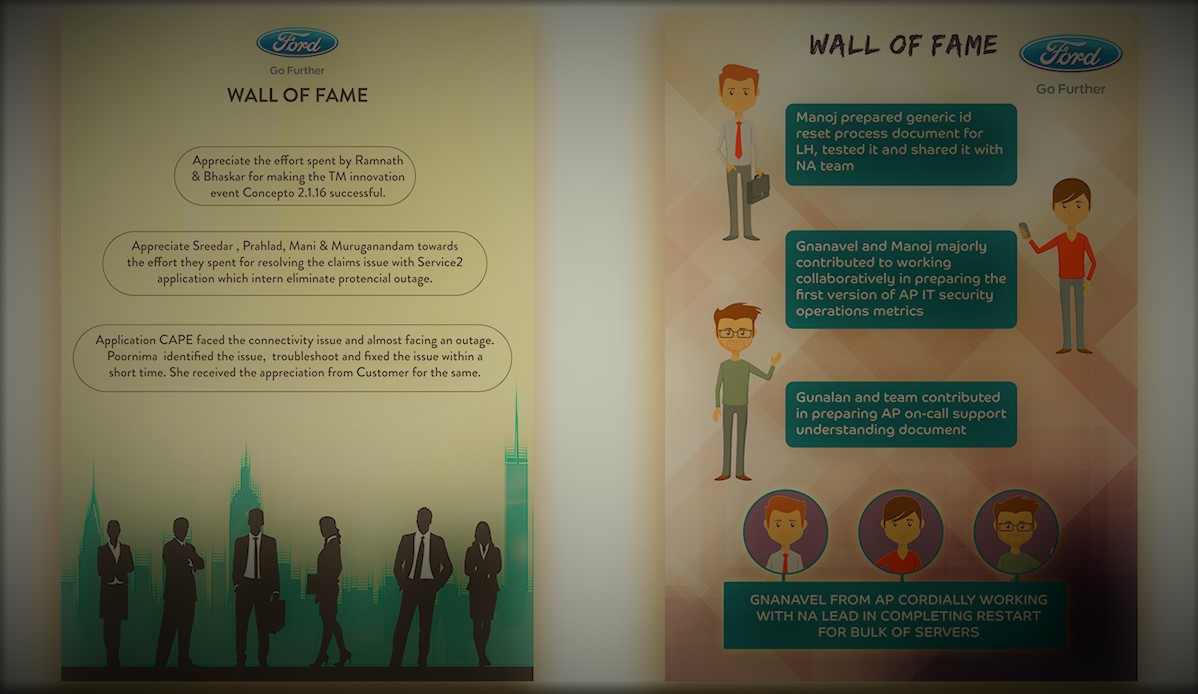 Ford
Go Further
WALL OF FAME
Appreciate the effort spent by Ramnath
& Bhaskar for making the TM innovation
event Concepto 2.1.16 successful.
Appreciate Sreedar , Prahlad, Mani & Muruganandam towards
the effort they spent for resolving the claims issue with Service2
application which intern eliminate protencial outage.
Application CAPE faced the connectivity issue and almost facing an outage.
Poornima identified the issue, troubleshoot and fixed the issue within a
short time. She received the appreciation from Customer for the same.
WALL OF FAME
Ford
Go Further
Manoj prepared generic id
reset process document for
LH, tested it and shared it with
NA team
Gnanavel and Manoj majorly
contributed to working
collaboratively in preparing the
first version of AP IT security
operations metrics
Gunalan and team contributed
in preparing AP on-call support
understanding document
GNANAVEL FROM AP CORDIALLY WORKING
WITH NA LEAD IN COMPLETING RESTART
FOR BULK OF SERVERS